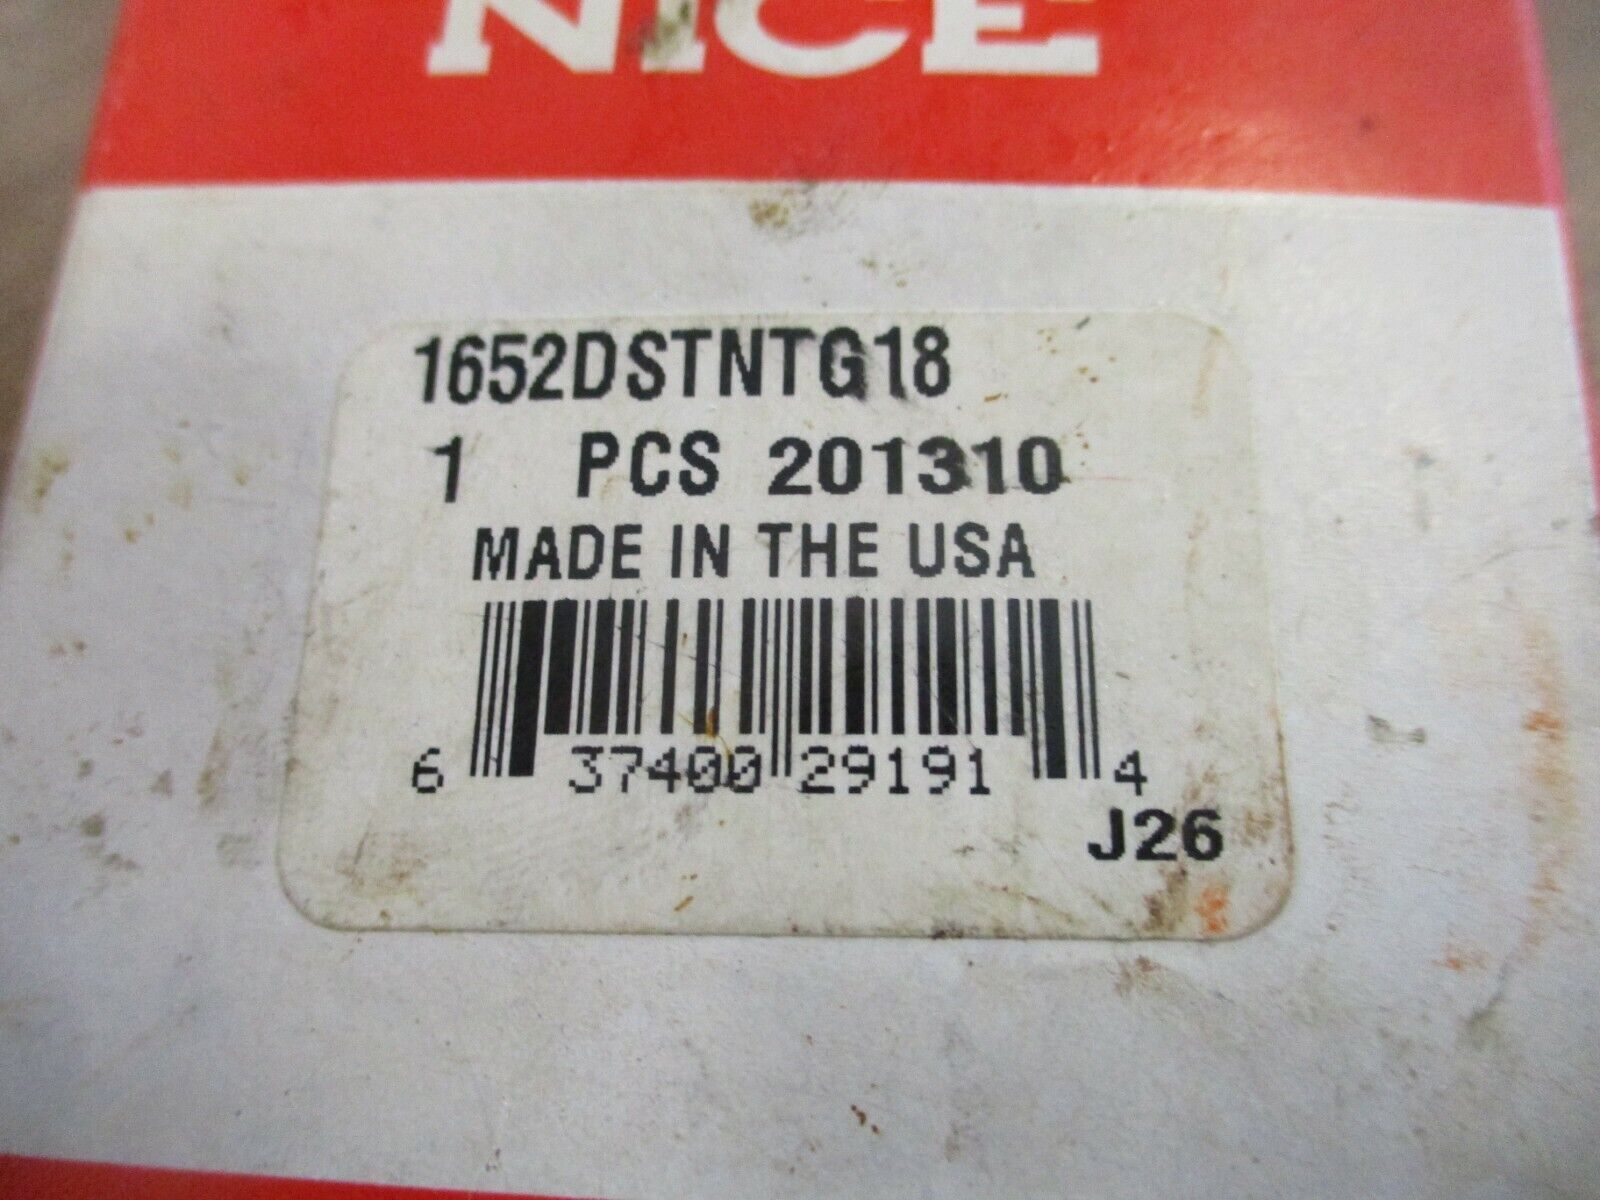 NICE
1652DSTNTG18
1 PCS 201310
MADE IN THE USA
6 37400 29191 4
J26